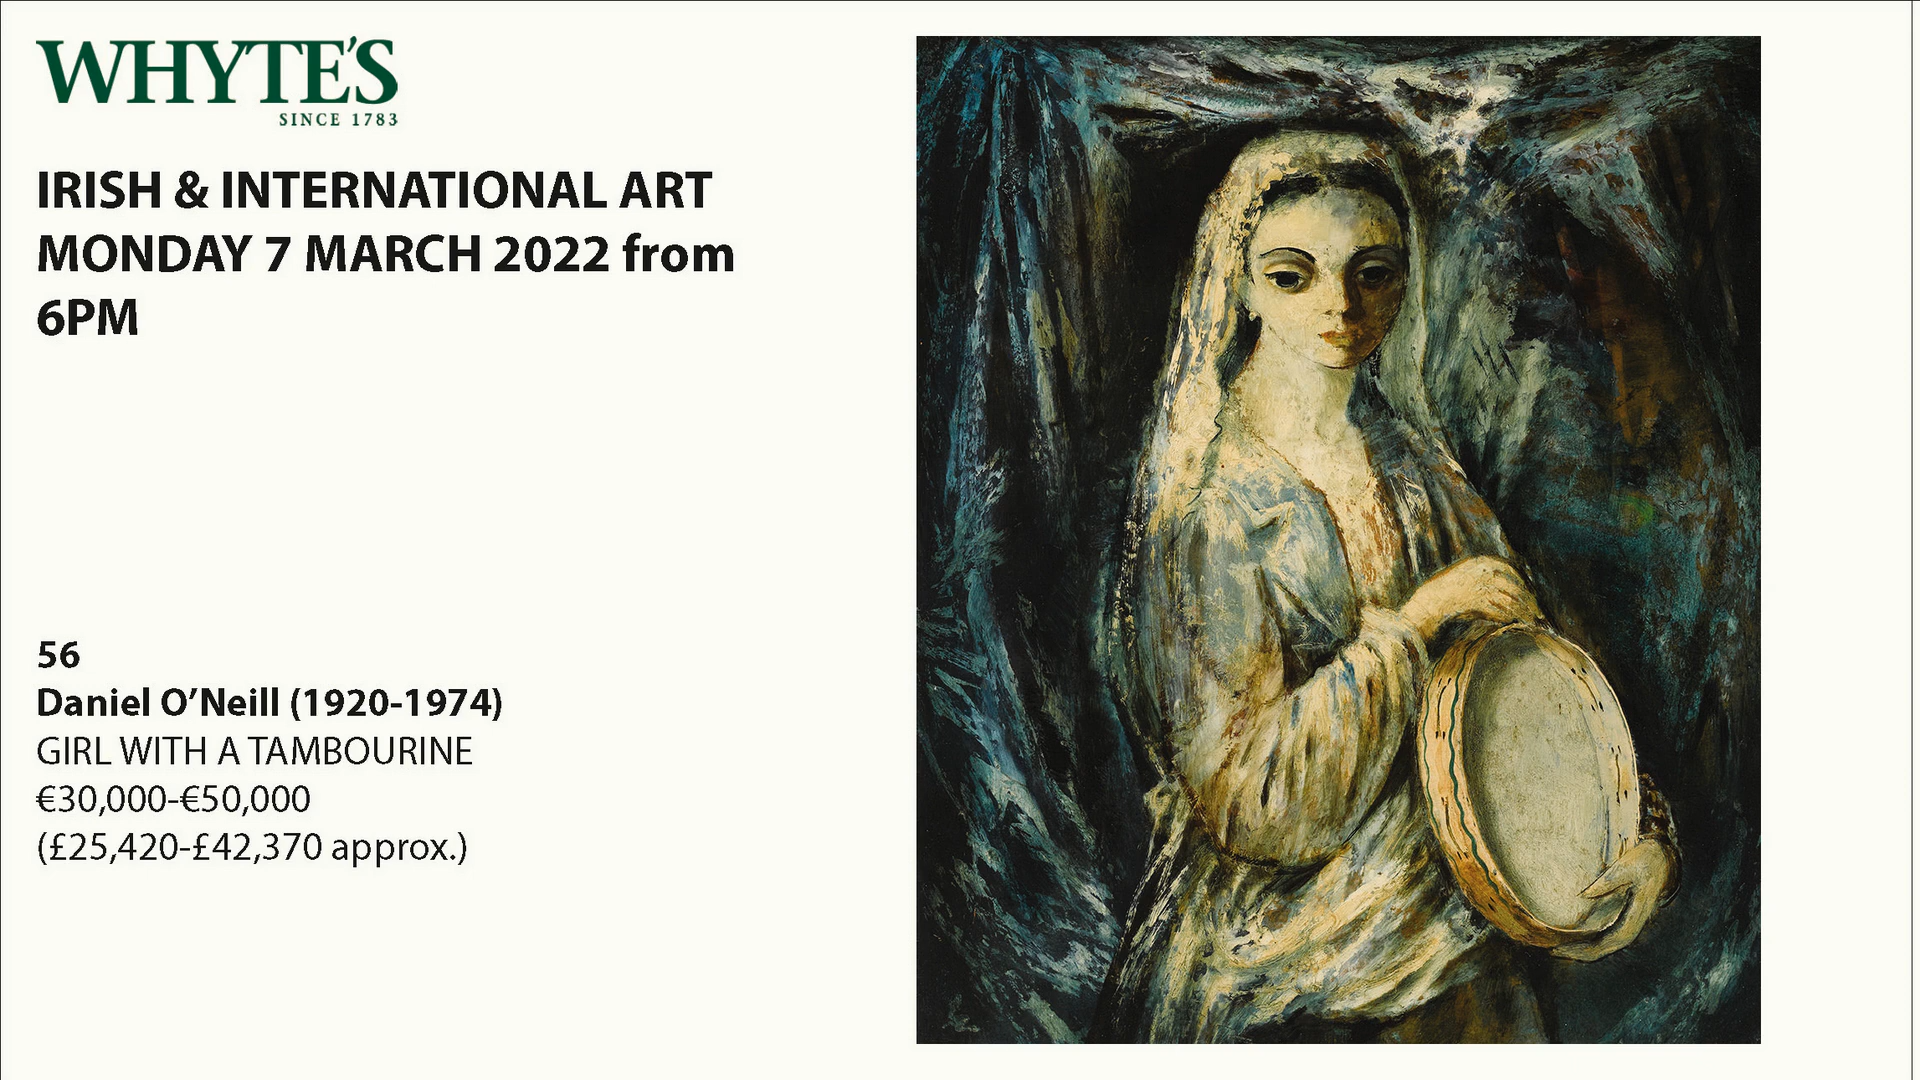 WHYTE'S
SINCE 1783
IRISH & INTERNATIONAL ART
MONDAY 7 MARCH 2022 from
6PM
56
Daniel O’Neill (1920-1974)
GIRL WITH A TAMBOURINE
€30,000-€50,000
(£25,420-£42,370 approx.)